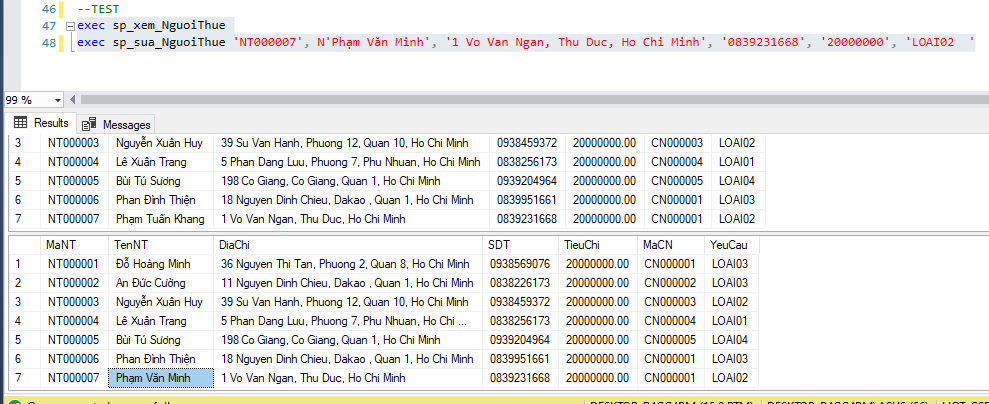 46 --TEST
47 exec sp_xem_NguoiThue
48 exec sp_sua_NguoiThue 'NT000007', N'Phạm Văn Minh', '1 Vo Van Ngan, Thu Duc, Ho Chi Minh', '0839231668', '20000000', 'LOAI02  '
99 %
Results Messages
3 NT000003 Nguyễn Xuân Huy 39 Su Van Hanh, Phuong 12, Quan 10, Ho Chi Minh 0938459372 20000000.00 CN000003 LOAI02
4 NT000004 Lê Xuân Trang 5 Phan Dang Luu, Phuong 7, Phu Nhuan, Ho Chi Minh 0838256173 20000000.00 CN000004 LOAI01
5 NT000005 Bùi Tú Sương 198 Co Giang, Co Giang, Quan 1, Ho Chi Minh 0939204964 20000000.00 CN000005 LOAI04
6 NT000006 Phan Đình Thiện 18 Nguyen Dinh Chieu, Dakao , Quan 1, Ho Chi Minh 0839951661 20000000.00 CN000001 LOAI03
7 NT000007 Phạm Tuấn Khang 1 Vo Van Ngan, Thu Duc, Ho Chi Minh 0839231668 20000000.00 CN000001 LOAI02
MaNT TenNT DiaChi SDT TieuChi MaCN YeuCau
1 NT000001 Đỗ Hoàng Minh 36 Nguyen Thi Tan, Phuong 2, Quan 8, Ho Chi Minh 0938569076 20000000.00 CN000001 LOAI03
2 NT000002 An Đức Cường 11 Nguyen Dinh Chieu, Dakao , Quan 1, Ho Chi Minh 0838226173 20000000.00 CN000002 LOAI03
3 NT000003 Nguyễn Xuân Huy 39 Su Van Hanh, Phuong 12, Quan 10, Ho Chi Minh 0938459372 20000000.00 CN000003 LOAI02
4 NT000004 Lê Xuân Trang 5 Phan Dang Luu, Phuong 7, Phu Nhuan, Ho Chi ... 0838256173 20000000.00 CN000004 LOAI01
5 NT000005 Bùi Tú Sương 198 Co Giang, Co Giang, Quan 1, Ho Chi Minh 0939204964 20000000.00 CN000005 LOAI04
6 NT000006 Phan Đình Thiện 18 Nguyen Dinh Chieu, Dakao , Quan 1, Ho Chi Minh 0839951661 20000000.00 CN000001 LOAI03
7 NT000007 Phạm Văn Minh 1 Vo Van Ngan, Thu Duc, Ho Chi Minh 0839231668 20000000.00 CN000001 LOAI02